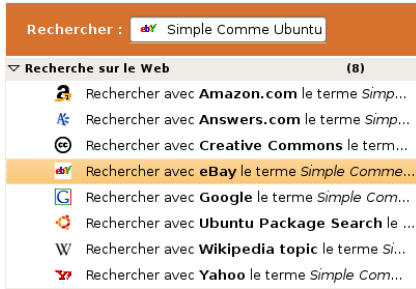 Rechercher : Simple Comme Ubuntu
Recherche sur le Web (8)
Rechercher avec Amazon.com le terme Simp...
Rechercher avec Answers.com le terme Simp...
Rechercher avec Creative Commons le term...
Rechercher avec eBay le terme Simple Comme...
Rechercher avec Google le terme Simple Com...
Rechercher avec Ubuntu Package Search le ...
Rechercher avec Wikipedia topic le terme Si...
Rechercher avec Yahoo le terme Simple Com...